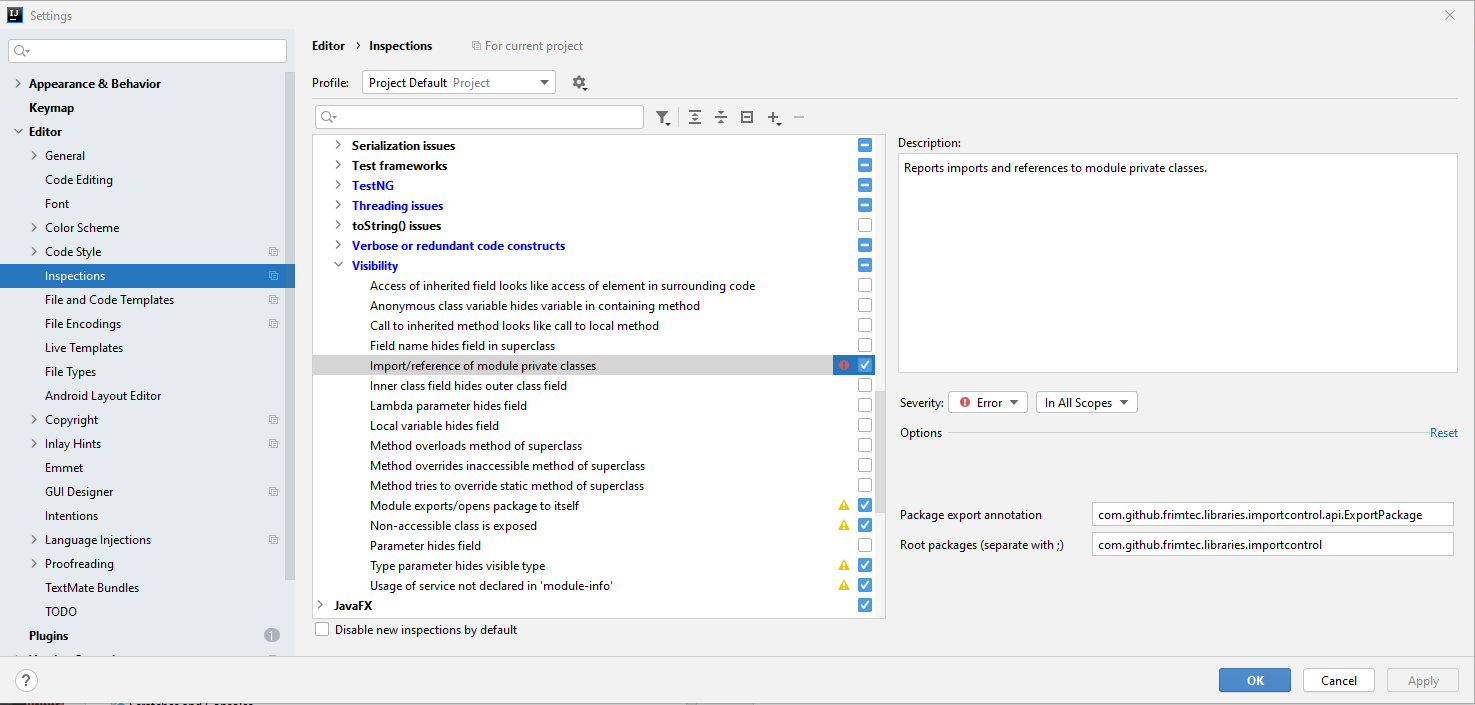 IJ
Settings
Editor › Inspections
For current project
Appearance & Behavior
Keymap
Editor
General
Code Editing
Font
Color Scheme
Code Style
Inspections
File and Code Templates
File Encodings
Live Templates
File Types
Android Layout Editor
Copyright
Inlay Hints
Emmet
GUI Designer
Intentions
Language Injections
Proofreading
TextMate Bundles
TODO
Plugins 1
Profile: Project Default Project
Serialization issues
Test frameworks
TestNG
Threading issues
toString() issues
Verbose or redundant code constructs
Visibility
Access of inherited field looks like access of element in surrounding code
Anonymous class variable hides variable in containing method
Call to inherited method looks like call to local method
Field name hides field in superclass
Import/reference of module private classes
Inner class field hides outer class field
Lambda parameter hides field
Local variable hides field
Method overloads method of superclass
Method overrides inaccessible method of superclass
Method tries to override static method of superclass
Module exports/opens package to itself
Non-accessible class is exposed
Parameter hides field
Type parameter hides visible type
Usage of service not declared in 'module-info'
JavaFX
Disable new inspections by default
Description:
Reports imports and references to module private classes.
Severity: Error In All Scopes
Options Reset
Package export annotation com.github.frimtec.libraries.importcontrol.api.ExportPackage
Root packages (separate with ;) com.github.frimtec.libraries.importcontrol
? OK Cancel Apply